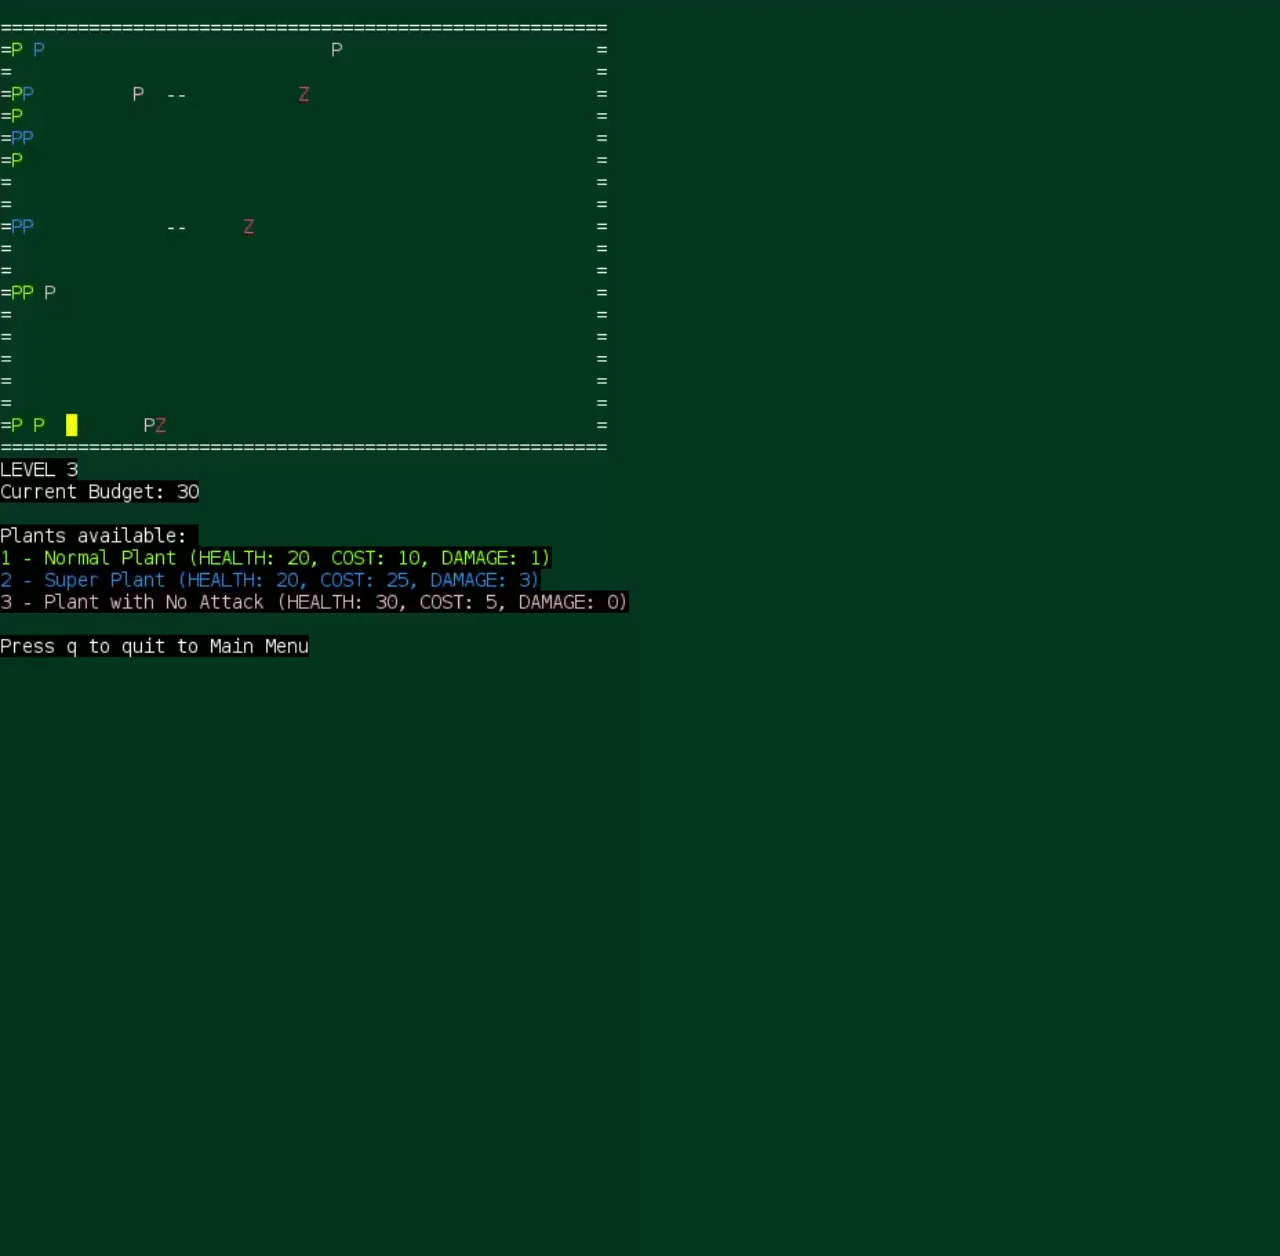 =======================================================
=P P                          P                       =
=                                                     =
=PP         P  --          Z                          =
=P                                                    =
=PP                                                   =
=P                                                    =
=                                                     =
=                                                     =
=PP            --     Z                               =
=                                                     =
=                                                     =
=PP P                                                 =
=                                                     =
=                                                     =
=                                                     =
=                                                     =
=                                                     =
=P P         PZ                                       =
=======================================================
LEVEL 3
Current Budget: 30
Plants available:
1 - Normal Plant (HEALTH: 20, COST: 10, DAMAGE: 1)
2 - Super Plant (HEALTH: 20, COST: 25, DAMAGE: 3)
3 - Plant with No Attack (HEALTH: 30, COST: 5, DAMAGE: 0)
Press q to quit to Main Menu